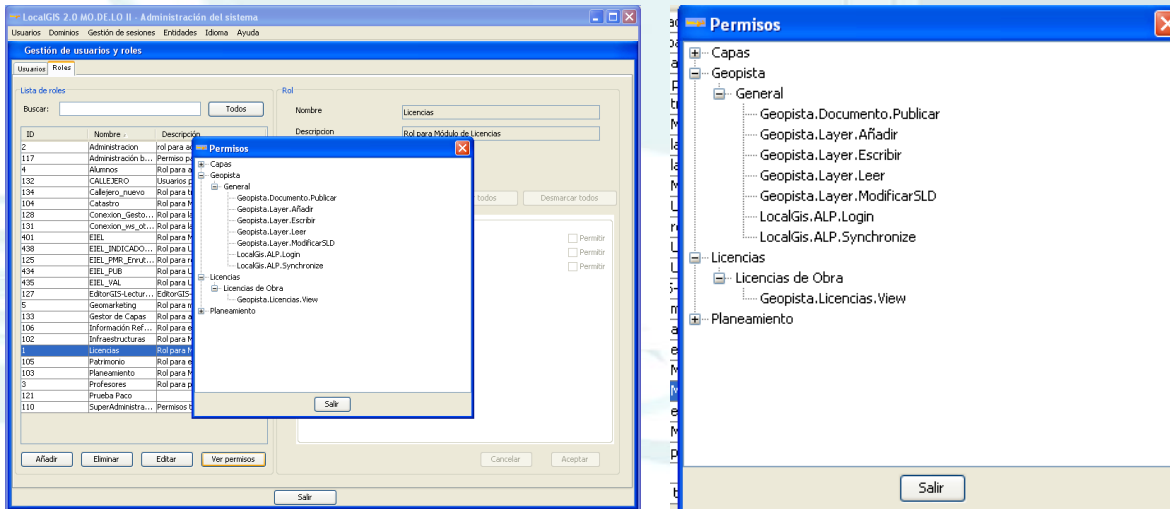 LocalGIS 2.0 MO.DE.LO II - Administración del sistema
Usuarios Dominios Gestión de sesiones Entidades Idioma Ayuda
Gestión de usuarios y roles
Usuarios Roles
Lista de roles
Buscar: Todos
ID Nombre Descripción
2 Administracion rol para ad
117 Administración b... Permiso pa
4 Alumnos Rol para a
132 CALLEJERO Usuarios p
134 Callejero_nuevo Rol para tr
104 Catastro Rol para M
128 Conexion_Gesto... Rol para la
131 Conexion_ws_ot... Rol para la
401 EIEL Rol para M
438 EIEL_INDICADO... Rol para U
125 EIEL_PMR_Enrut... Rol para re
434 EIEL_PUB Rol para U
435 EIEL_VAL Rol para U
127 EditorGIS-Lectur... EditorGIS-
5 Geomarketing Rol para m
133 Gestor de Capas Rol para a
106 Información Ref... Rol para e
102 Infraestructuras Rol para M
1 Licencias Rol para M
105 Patrimonio Rol para e
103 Planeamiento Rol para M
3 Profesores Rol para p
121 Prueba Paco
110 SuperAdministra... Permisos t
Añadir Eliminar Editar Ver permisos
Rol
Nombre Licencias
Descripcion Rol para Módulo de Licencias
todos Desmarcar todos
Permitir
Permitir
Permitir
Cancelar Aceptar
Salir
Permisos
Capas
Geopista
General
Geopista.Documento.Publicar
Geopista.Layer.Añadir
Geopista.Layer.Escribir
Geopista.Layer.Leer
Geopista.Layer.ModificarSLD
LocalGis.ALP.Login
LocalGis.ALP.Synchronize
Licencias
Licencias de Obra
Geopista.Licencias.View
Planeamiento
Salir
Permisos
Capas
Geopista
General
Geopista.Documento.Publicar
Geopista.Layer.Añadir
Geopista.Layer.Escribir
Geopista.Layer.Leer
Geopista.Layer.ModificarSLD
LocalGis.ALP.Login
LocalGis.ALP.Synchronize
Licencias
Licencias de Obra
Geopista.Licencias.View
Planeamiento
Salir